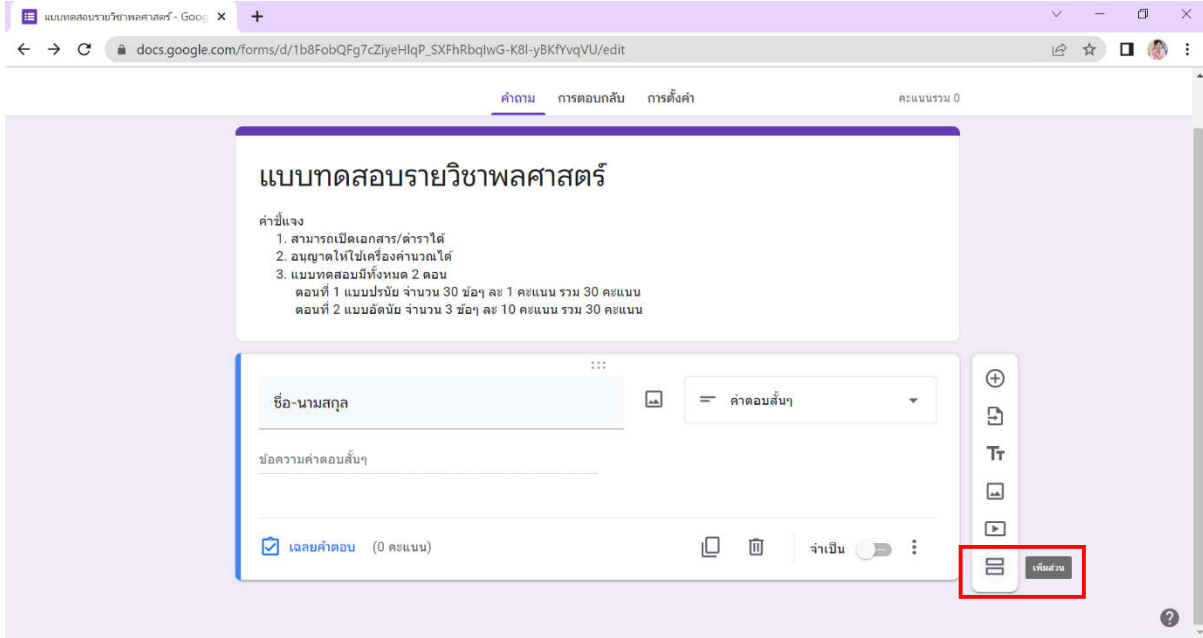 แบบทดสอบรายวิชาพลศาสตร์ - Goog
docs.google.com/forms/d/1b8FobQFg7cZiyeHlqP_SXFhRbqlwG-K8l-yBKfYvqVU/edit
คำถาม การตอบกลับ การตั้งค่า คะแนนรวม 0
แบบทดสอบรายวิชาพลศาสตร์
คำชี้แจง
1. สามารถเปิดเอกสาร/ตำราได้
2. อนุญาตให้ใช้เครื่องคำนวณได้
3. แบบทดสอบมีทั้งหมด 2 ตอน
ตอนที่ 1 แบบปรนัย จำนวน 30 ข้อๆ ละ 1 คะแนน รวม 30 คะแนน
ตอนที่ 2 แบบอัตนัย จำนวน 3 ข้อๆ ละ 10 คะแนน รวม 30 คะแนน
ชื่อ-นามสกุล
คำตอบสั้นๆ
ข้อความคำตอบสั้นๆ
เฉลยคำตอบ (0 คะแนน) จำเป็น
เพิ่มส่วน